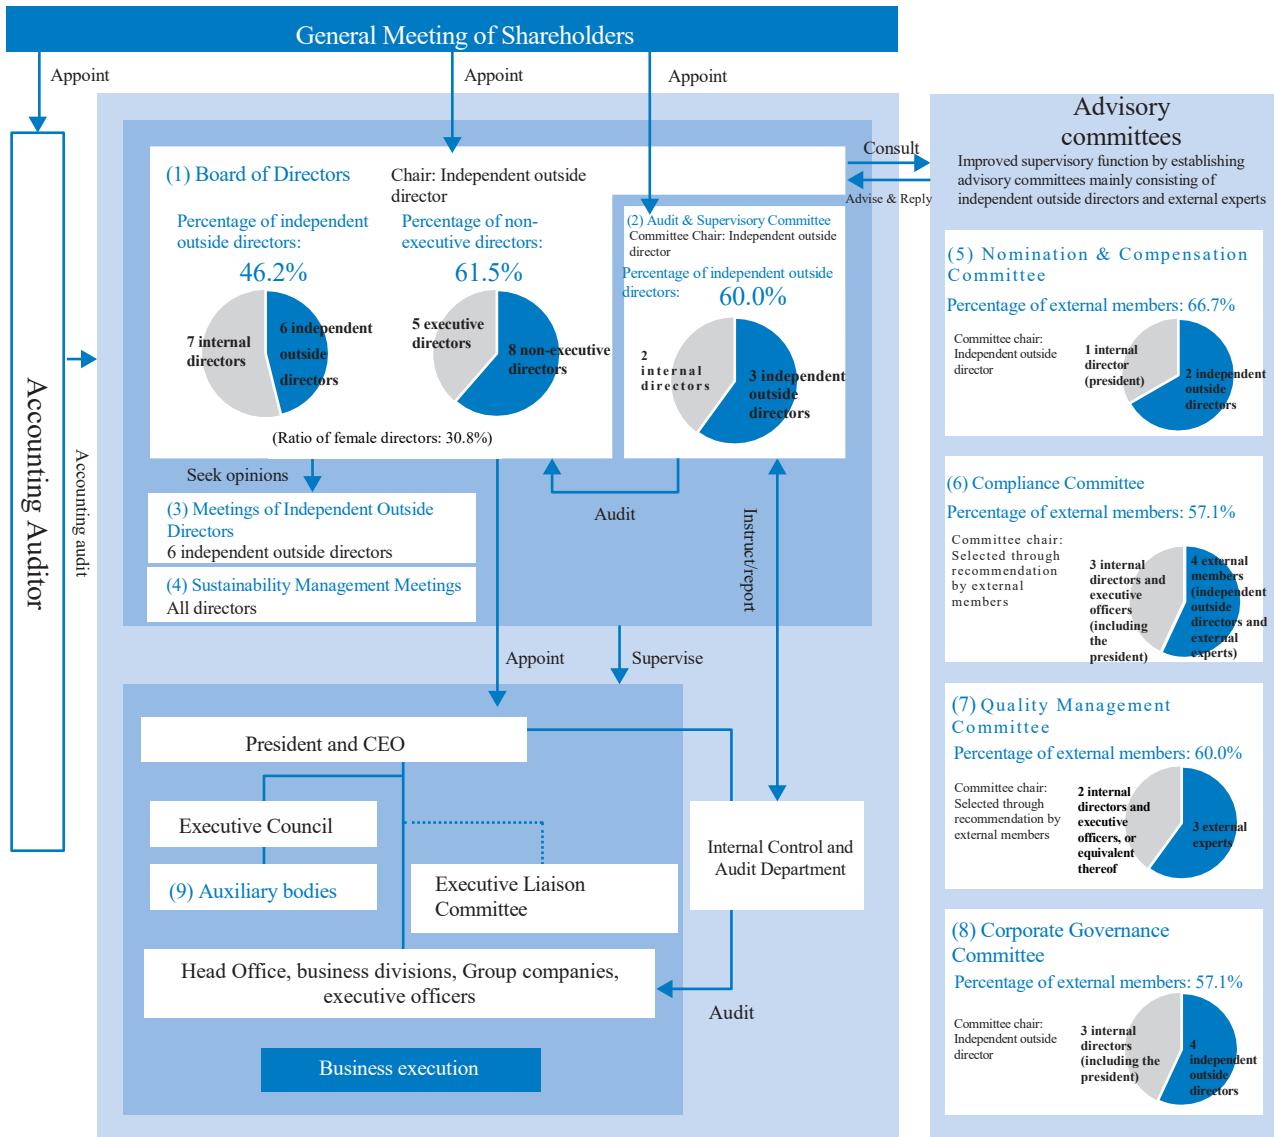 General Meeting of Shareholders
Appoint
Appoint
Appoint
Accounting Auditor
Accounting audit
(1) Board of Directors
Chair: Independent outside
director
Percentage of independent
outside directors:
46.2%
7 internal
directors
6 independent
outside
directors
Percentage of non-
executive directors:
61.5%
5 executive
directors
8 non-executive
directors
(Ratio of female directors: 30.8%)
(2) Audit & Supervisory Committee
Committee Chair: Independent outside
director
Percentage of independent outside
directors:
60.0%
2
internal
directors
3 independent
outside
directors
Consult
Advise & Reply
Seek opinions
(3) Meetings of Independent Outside
Directors
6 independent outside directors
(4) Sustainability Management Meetings
All directors
Audit
Instruct/report
Appoint
Supervise
President and CEO
Executive Council
(9) Auxiliary bodies
Executive Liaison
Committee
Internal Control and
Audit Department
Head Office, business divisions, Group companies,
executive officers
Audit
Business execution
Advisory
committees
Improved supervisory function by establishing
advisory committees mainly consisting of
independent outside directors and external experts
(5) Nomination & Compensation
Committee
Percentage of external members: 66.7%
Committee chair:
Independent outside
director
1 internal
director
(president)
2 independent
outside
directors
(6) Compliance Committee
Percentage of external members: 57.1%
Committee chair:
Selected through
recommendation
by external
members
3 internal
directors and
executive
officers
(including
the
president)
4 external
members
(independent
outside
directors and
external
experts)
(7) Quality Management
Committee
Percentage of external members: 60.0%
Committee chair:
Selected through
recommendation by
external members
2 internal
directors and
executive
officers, or
equivalent
thereof
3 external
experts
(8) Corporate Governance
Committee
Percentage of external members: 57.1%
Committee chair:
Independent outside
director
3 internal
directors
(including the
president)
4
independent
outside
directors